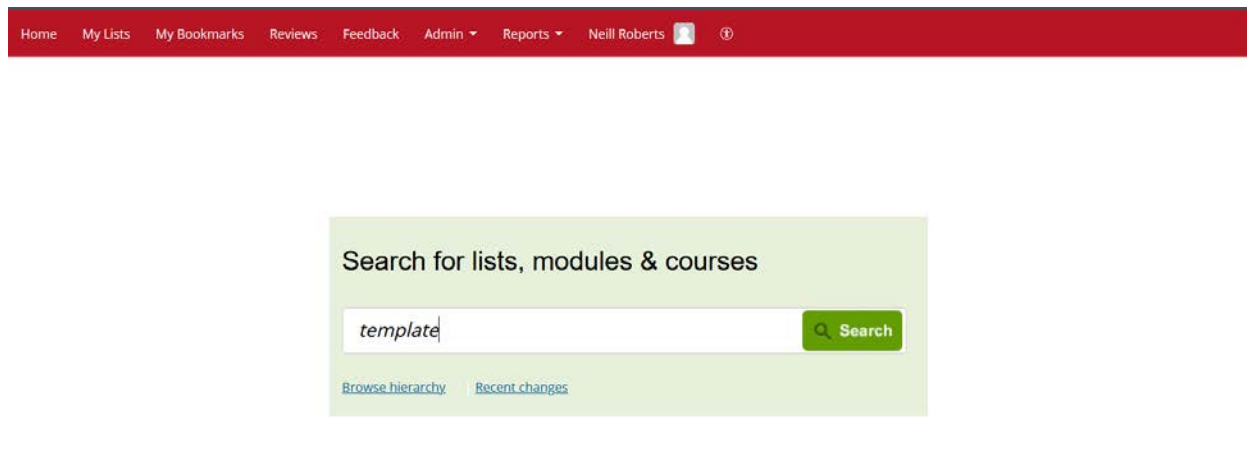 Home My Lists My Bookmarks Reviews Feedback Admin Reports Neill Roberts
Search for lists, modules & courses
template Search
Browse hierarchy Recent changes